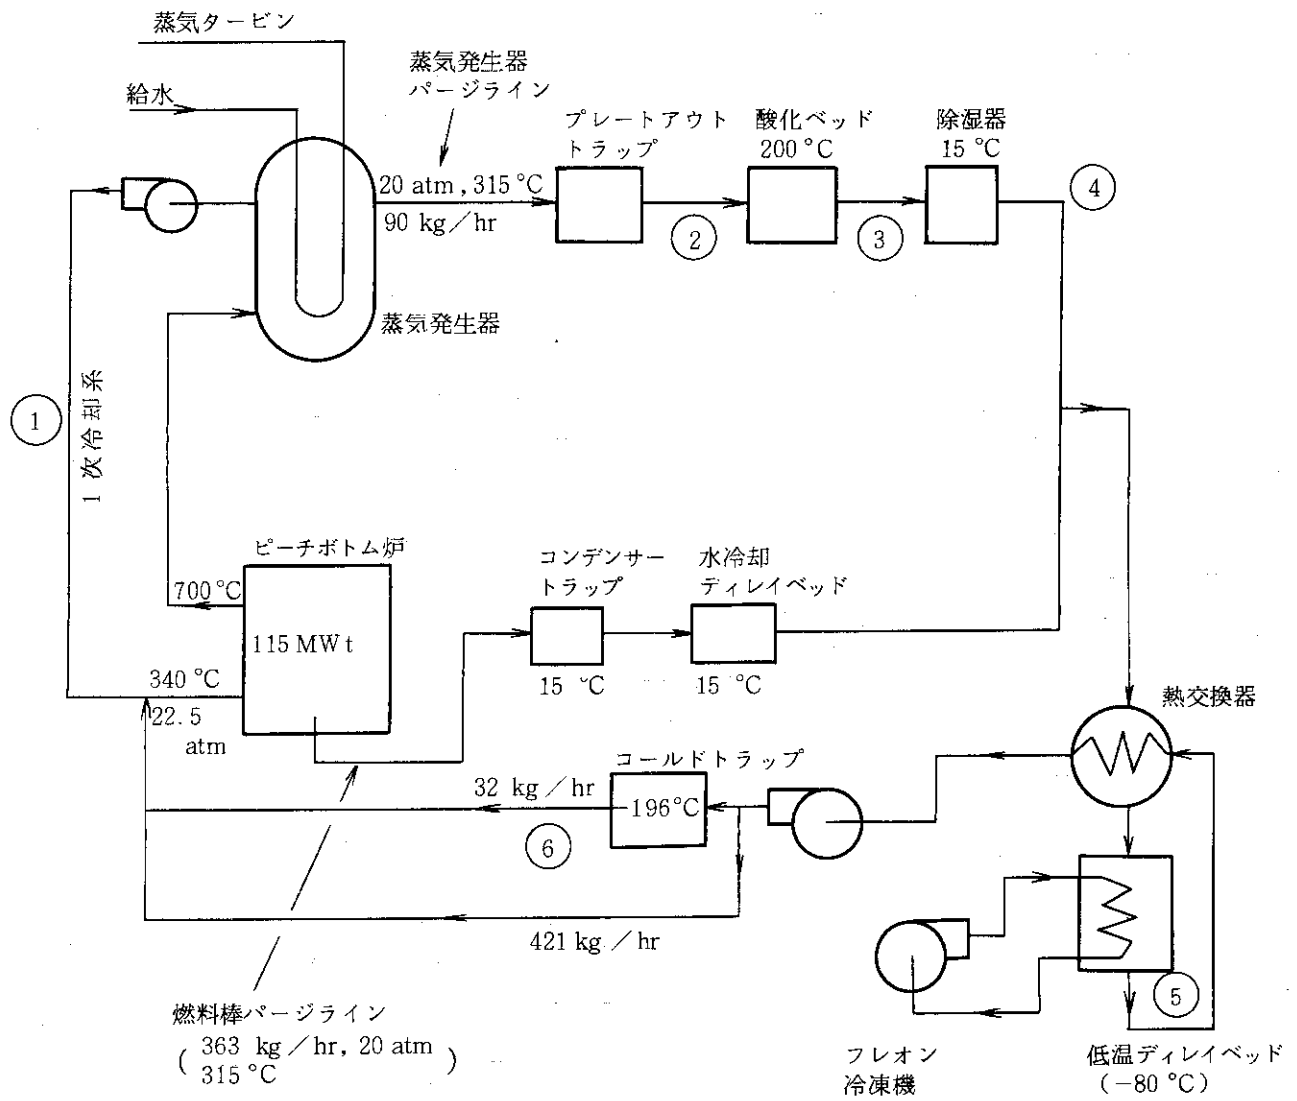 蒸気タービン
給水
蒸気発生器
パージライン
20 atm , 315 °C
90 kg／hr
プレートアウト
トラップ
酸化ベッド
200 °C
除湿器
15 °C
2
3
4
蒸気発生器
1
1次冷却系
ピーチボトム炉
700 °C
115 MWt
340 °C
22.5
atm
コンデンサー
トラップ
15 °C
水冷却
ディレイベッド
15 °C
熱交換器
コールドトラップ
196°C
32 kg／hr
6
421 kg／hr
5
燃料棒パージライン
( 363 kg／hr, 20 atm
315 °C )
フレオン
冷凍機
低温ディレイベッド
(−80 °C)